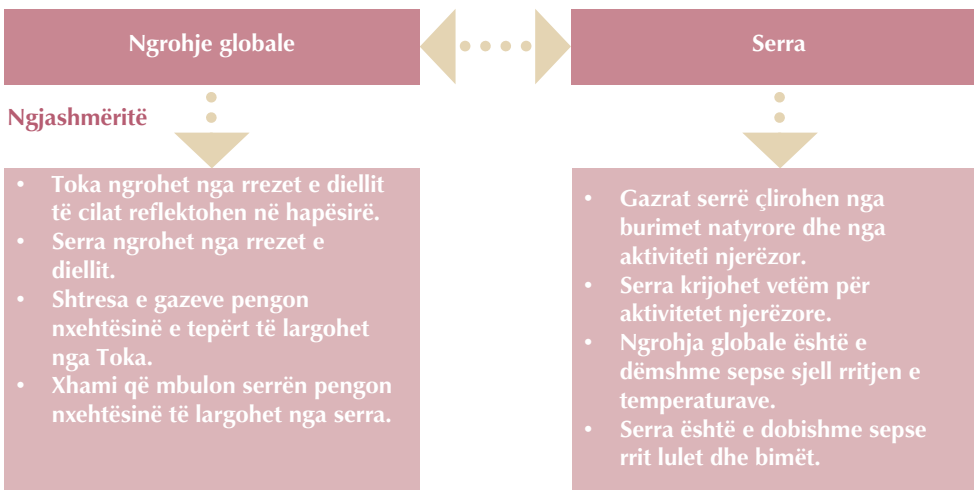 Ngrohje globale
Serra
Ngjashmëritë
• Toka ngrohet nga rrezet e diellit
të cilat reflektohen në hapësirë.
• Serra ngrohet nga rrezet e
diellit.
• Shtresa e gazeve pengon
nxehtësinë e tepërt të largohet
nga Toka.
• Xhami që mbulon serrën pengon
nxehtësinë të largohet nga serra.
• Gazrat serrë çlirohen nga
burimet natyrore dhe nga
aktiviteti njerëzor.
• Serra krijohet vetëm për
aktivitetet njerëzore.
• Ngrohja globale është e
dëmshme sepse sjell rritjen e
temperaturave.
• Serra është e dobishme sepse
rrit lulet dhe bimët.